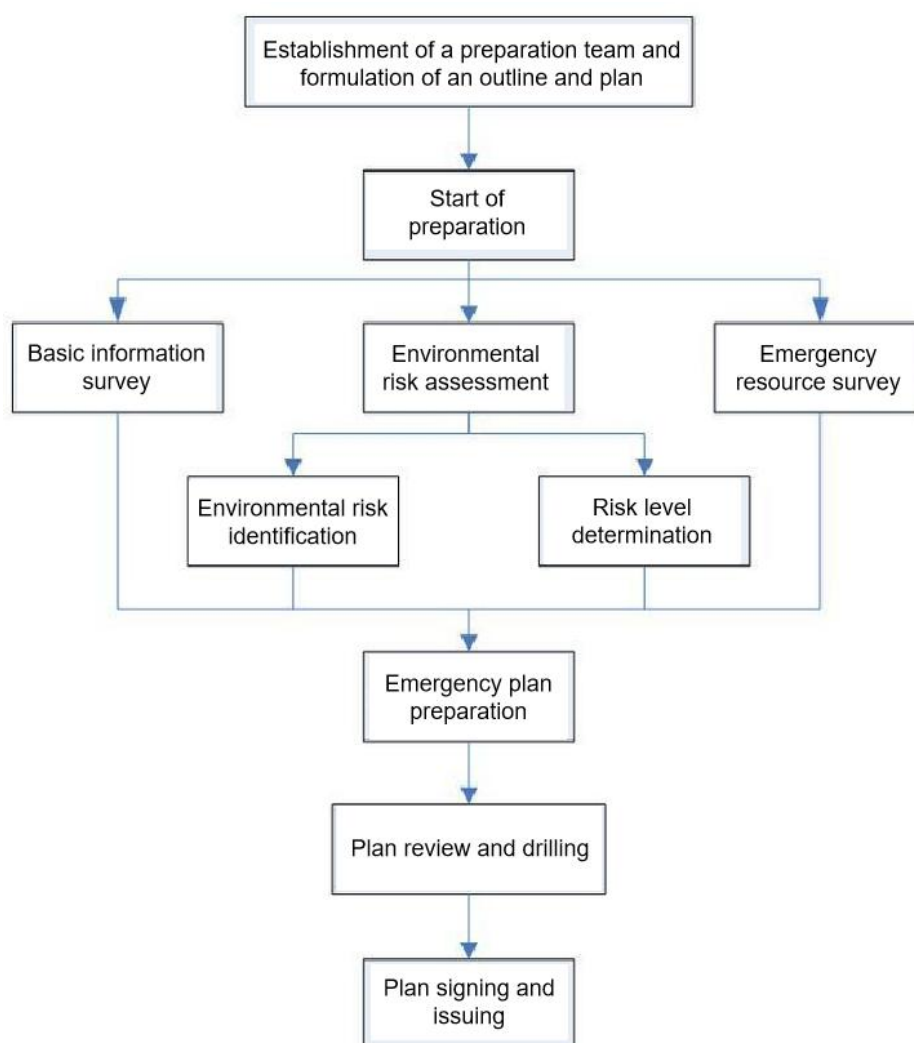 Establishment of a preparation team and
formulation of an outline and plan
Start of
preparation
Basic information
survey
Environmental
risk assessment
Emergency
resource survey
Environmental risk
identification
Risk level
determination
Emergency plan
preparation
Plan review and drilling
Plan signing and
issuing